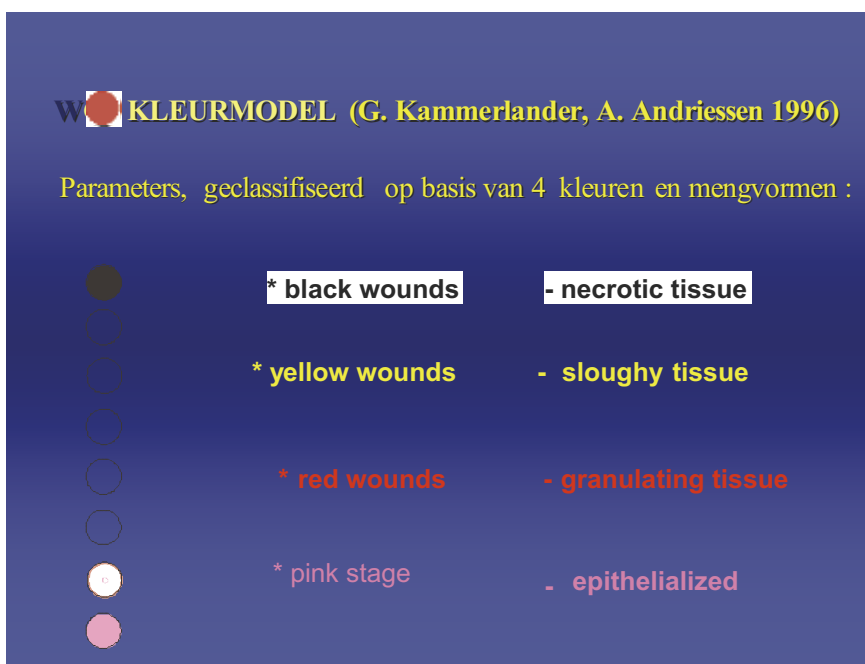 W KLEURMODEL (G. Kammerlander, A. Andriessen 1996)
Parameters, geclassifiseerd op basis van 4 kleuren en mengvormen :
* black wounds - necrotic tissue
* yellow wounds - sloughy tissue
* red wounds - granulating tissue
* pink stage - epithelialized